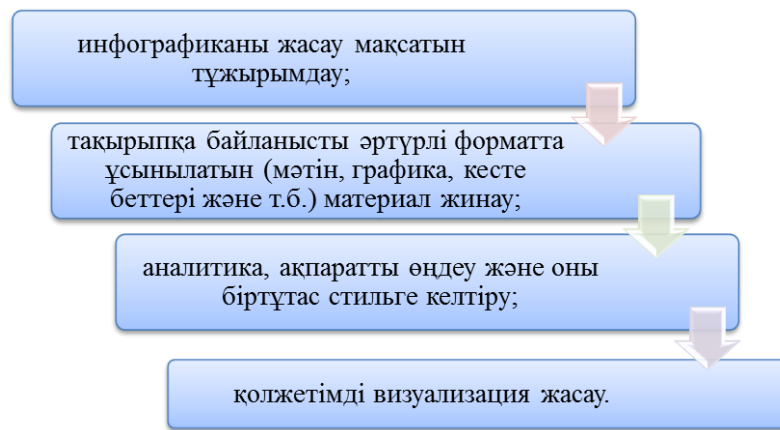 инфографиканы жасау мақсатын
тұжырымдау;
тақырыпқа байланысты әртүрлі форматта
ұсынылатын (мәтін, графика, кесте
беттері және т.б.) материал жинау;
аналитика, ақпаратты өңдеу және оны
біртұтас стильге келтіру;
қолжетімді визуализация жасау.